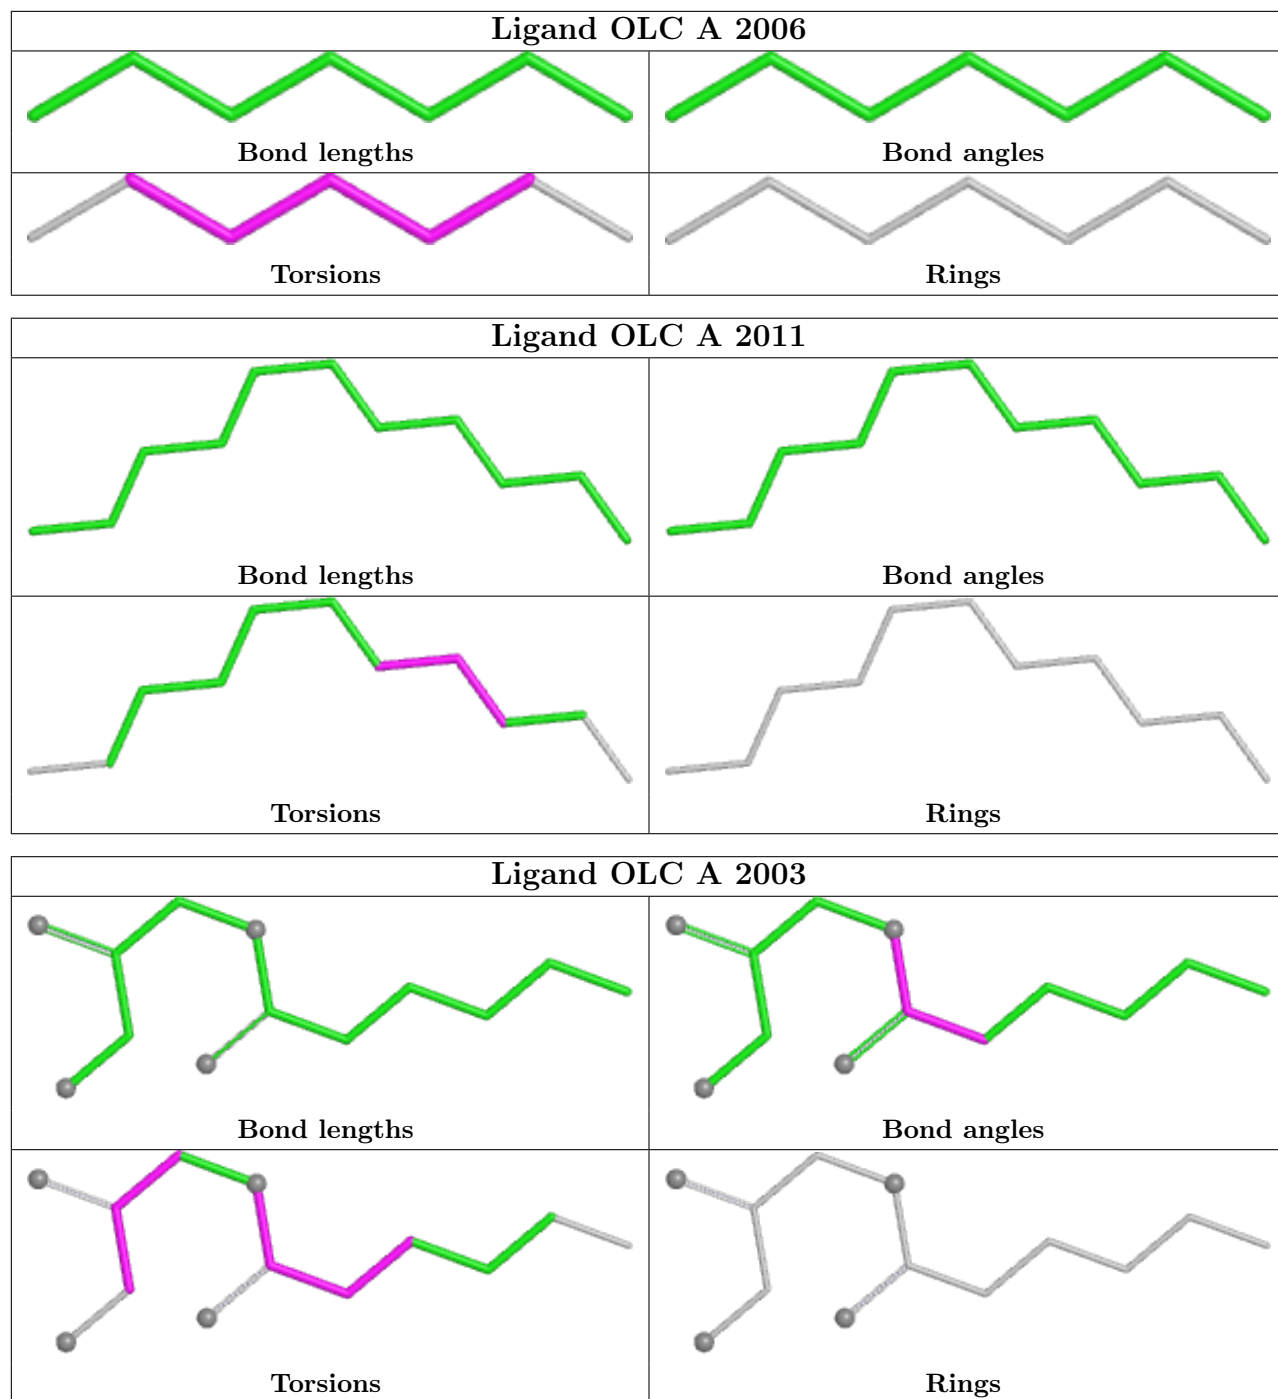 Ligand OLC A 2006
Bond lengths
Bond angles
Torsions
Rings
Ligand OLC A 2011
Bond lengths
Bond angles
Torsions
Rings
Ligand OLC A 2003
Bond lengths
Bond angles
Torsions
Rings